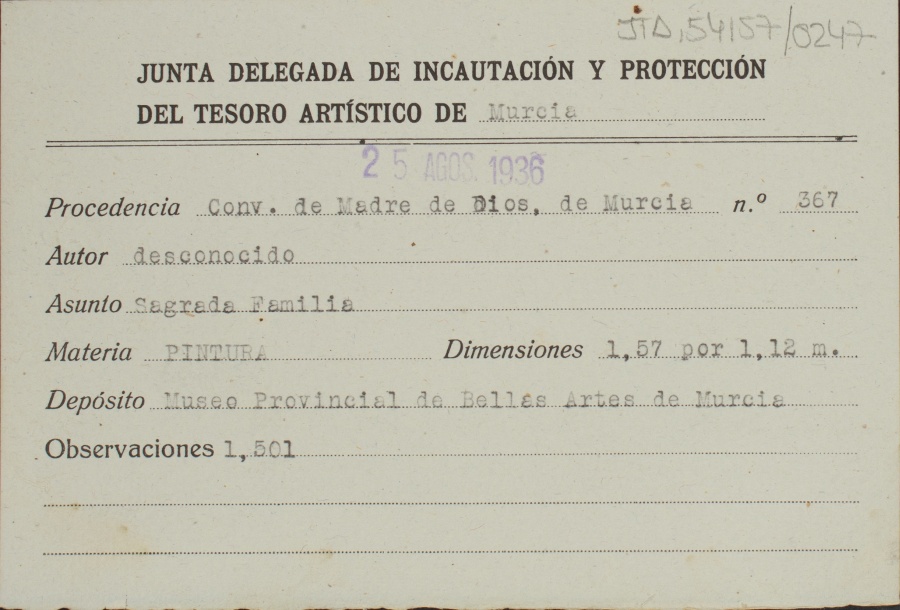 JTD, 54157/0247
JUNTA DELEGADA DE INCAUTACIÓN Y PROTECCIÓN
DEL TESORO ARTÍSTICO DE Murcia
25 AGOS. 1936
Procedencia Conv. de Madre de Dios, de Murcia n.º 367
Autor desconocido
Asunto Sagrada Familia
Materia PINTURA Dimensiones 1,57 por 1,12 m.
Depósito Museo Provincial de Bellas Artes de Murcia
Observaciones 1,501